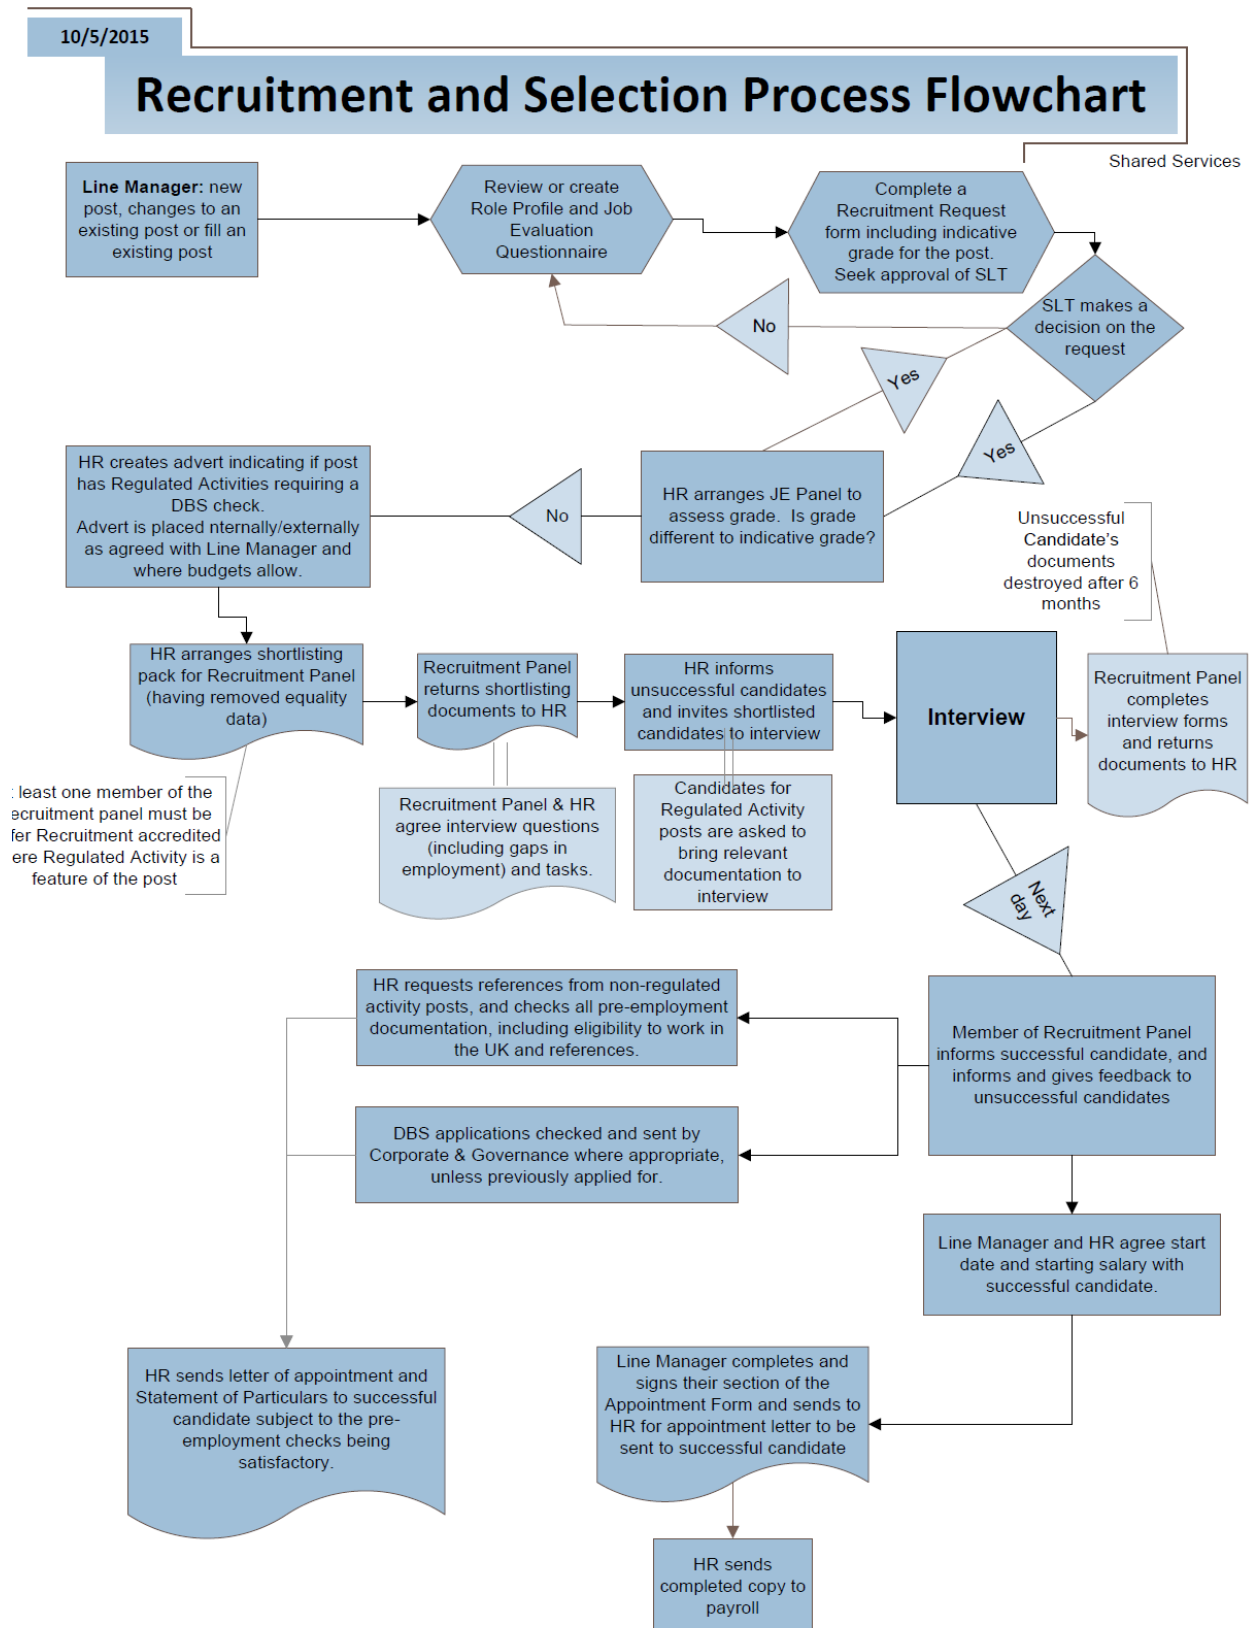 10/5/2015
Recruitment and Selection Process Flowchart
Shared Services
Line Manager: new
post, changes to an
existing post or fill an
existing post
Review or create
Role Profile and Job
Evaluation
Questionnaire
Complete a
Recruitment Request
form including indicative
grade for the post.
Seek approval of SLT
SLT makes a
decision on the
request
No
Yes
Yes
HR arranges JE Panel to
assess grade. Is grade
different to indicative grade?
No
HR creates advert indicating if post
has Regulated Activities requiring a
DBS check.
Advert is placed nternally/externally
as agreed with Line Manager and
where budgets allow.
Unsuccessful
Candidate's
documents
destroyed after 6
months
HR arranges shortlisting
pack for Recruitment Panel
(having removed equality
data)
Recruitment Panel
returns shortlisting
documents to HR
HR informs
unsuccessful candidates
and invites shortlisted
candidates to interview
Interview
Recruitment Panel
completes
interview forms
and returns
documents to HR
least one member of the
ecruitment panel must be
fer Recruitment accredited
ere Regulated Activity is a
feature of the post
Recruitment Panel & HR
agree interview questions
(including gaps in
employment) and tasks.
Candidates for
Regulated Activity
posts are asked to
bring relevant
documentation to
interview
Next
day
HR requests references from non-regulated
activity posts, and checks all pre-employment
documentation, including eligibility to work in
the UK and references.
Member of Recruitment Panel
informs successful candidate, and
informs and gives feedback to
unsuccessful candidates
DBS applications checked and sent by
Corporate & Governance where appropriate,
unless previously applied for.
Line Manager and HR agree start
date and starting salary with
successful candidate.
HR sends letter of appointment and
Statement of Particulars to successful
candidate subject to the pre-
employment checks being
satisfactory.
Line Manager completes and
signs their section of the
Appointment Form and sends to
HR for appointment letter to be
sent to successful candidate
HR sends
completed copy to
payroll